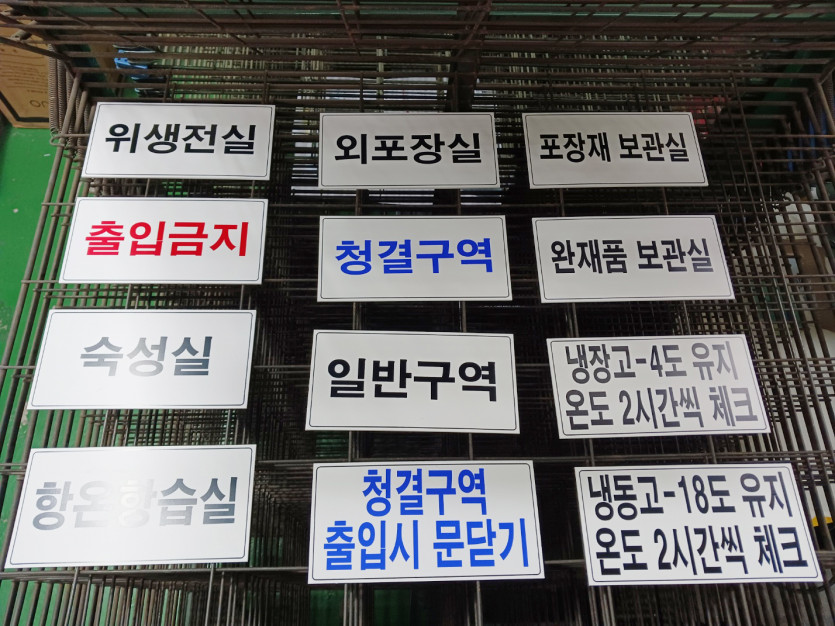 위생전실
외포장실
포장재 보관실
출입금지
청결구역
완재품 보관실
숙성실
일반구역
냉장고-4도 유지
온도 2시간씩 체크
항온항습실
청결구역
출입시 문닫기
냉동고-18도 유지
온도 2시간씩 체크